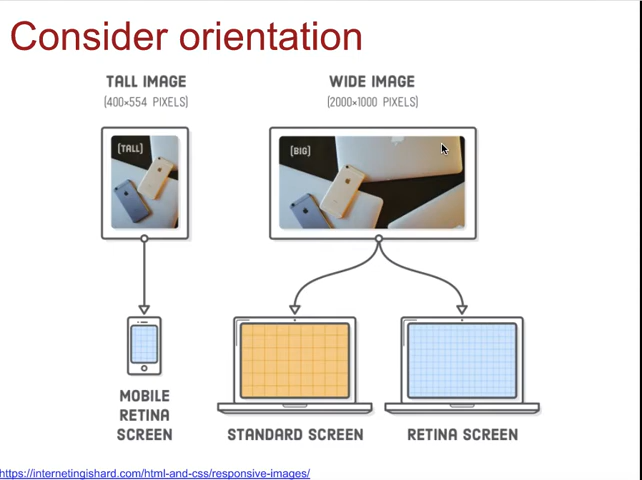 Consider orientation
TALL IMAGE
(400×554 PIXELS)
WIDE IMAGE
(2000×1000 PIXELS)
(TALL)
(BIG)
MOBILE
RETINA
SCREEN
STANDARD SCREEN
RETINA SCREEN
https://internetingishard.com/html-and-css/responsive-images/